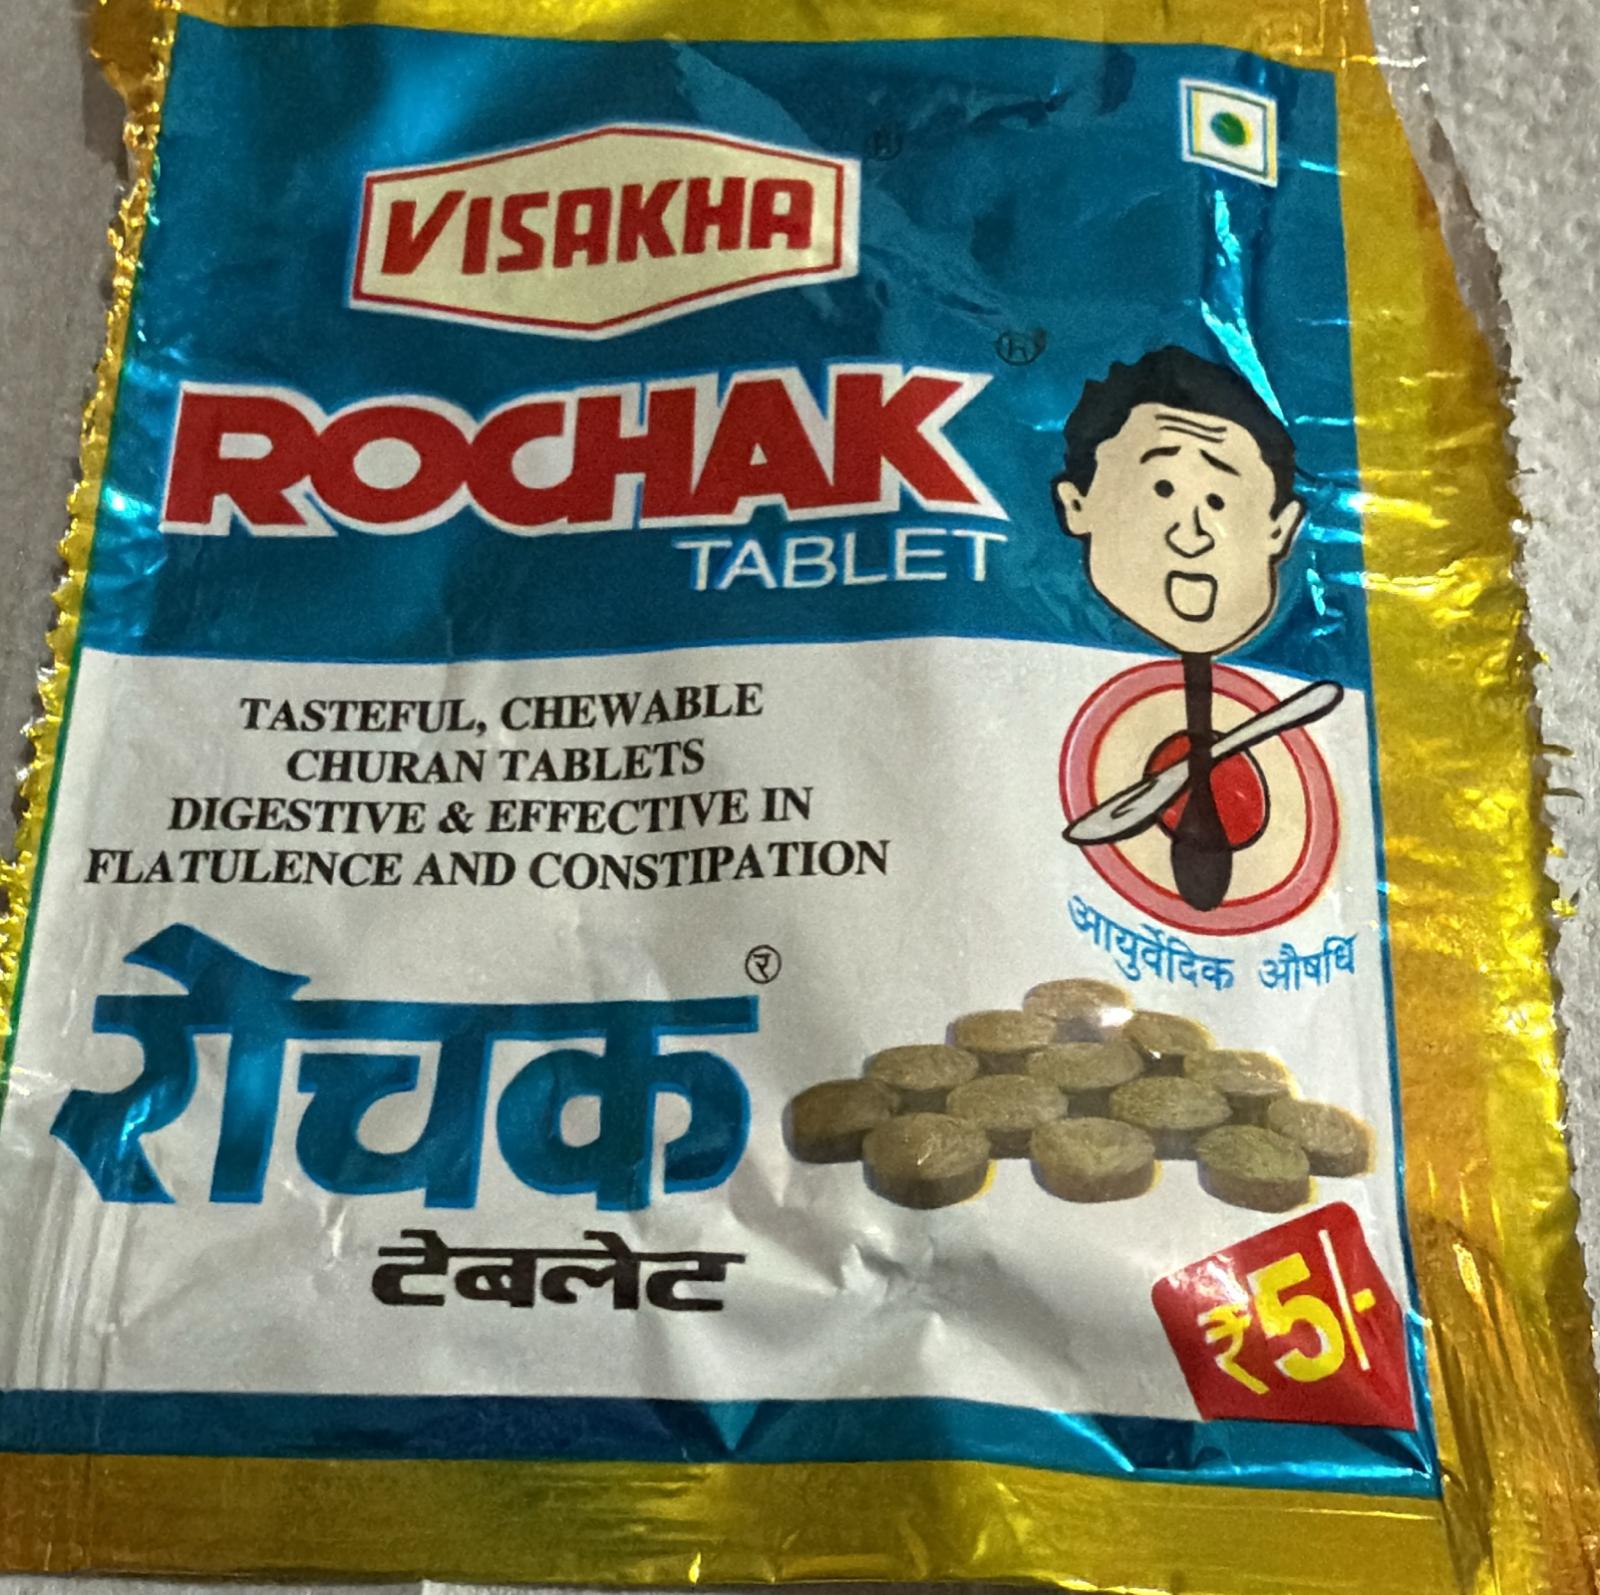 VISAKHA ®
ROCHAK ®
TABLET
TASTEFUL, CHEWABLE
CHURAN TABLETS
DIGESTIVE & EFFECTIVE IN
FLATULENCE AND CONSTIPATION
आयुर्वेदिक औषधि
रोचक र
टेबलेट
₹5/-